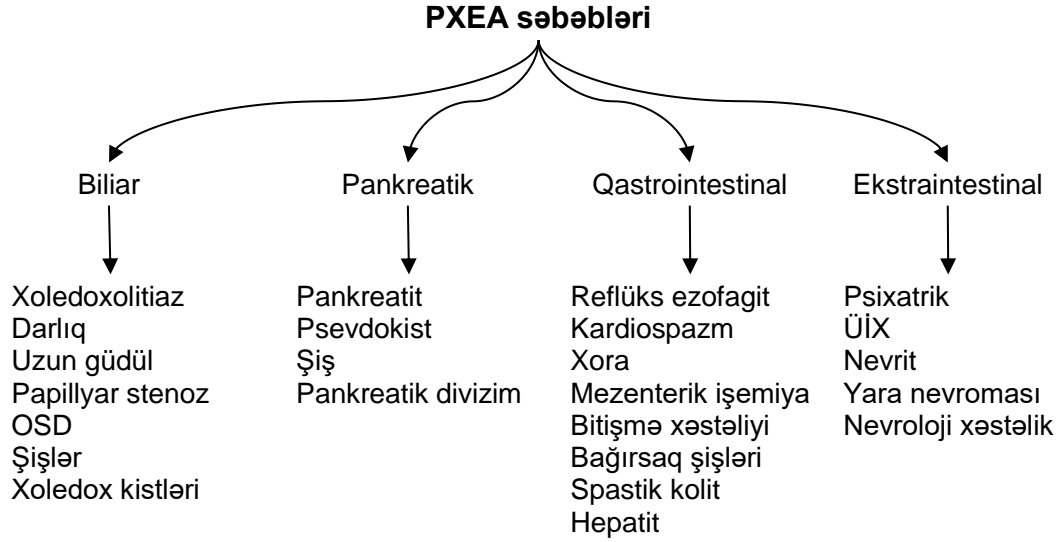 PXEA səbəbləri
Biliar
Pankreatik
Qastrointestinal
Ekstraintestinal
Xoledoxolitiaz
Darlıq
Uzun güdül
Papillyar stenoz
OSD
Şişlər
Xoledox kistləri
Pankreatit
Psevdokist
Şiş
Pankreatik divizim
Reflüks ezofagit
Kardiospazm
Xora
Mezenterik işemiya
Bitişmə xəstəliyi
Bağırsaq şişləri
Spastik kolit
Hepatit
Psixatrik
ÜİX
Nevrit
Yara nevroması
Nevroloji xəstəlik